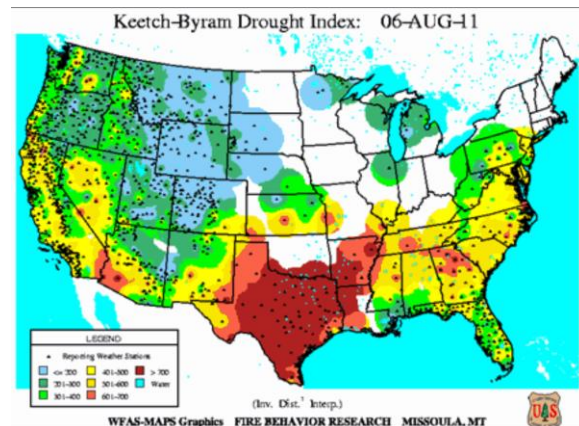 Keetch-Byram Drought Index: 06-AUG-11
LEGEND
Reporting Weather Stations
<= 200
401-500
> 700
201-300
501-600
Water
301-400
601-700
(Inv. Dist.² Interp.)
WFAS-MAPS Graphics FIRE BEHAVIOR RESEARCH MISSOULA, MT